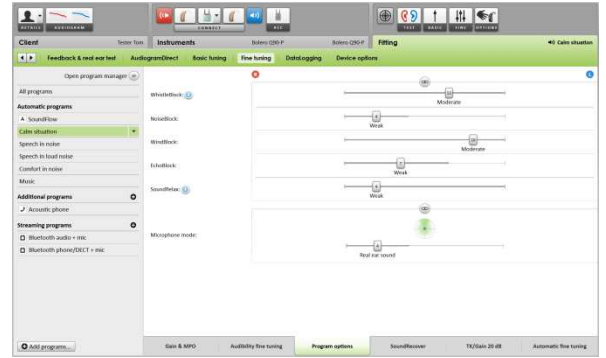 DETAILS AUDIOGRAM CONNECT REC TEST BASIC FINE OPTIONS
Client Tester Tom Instruments Bolero Q90-P Bolero Q90-P Fitting Calm situation
Feedback & real ear test AudiogramDirect Basic tuning Fine tuning DataLogging Device options
Open program manager
All programs
Automatic programs
A SoundFlow
Calm situation
Speech in noise
Speech in loud noise
Comfort in noise
Music
Additional programs
Acoustic phone
Streaming programs
Bluetooth audio + mic
Bluetooth phone/DECT + mic
Add programs...
WhistleBlock:
Moderate
NoiseBlock:
Weak
WindBlock:
Moderate
EchoBlock:
Weak
SoundRelax:
Weak
Microphone mode:
Real ear sound
Gain & MPO Audibility fine tuning Program options SoundRecover TK/Gain 20 dB Automatic fine tuning